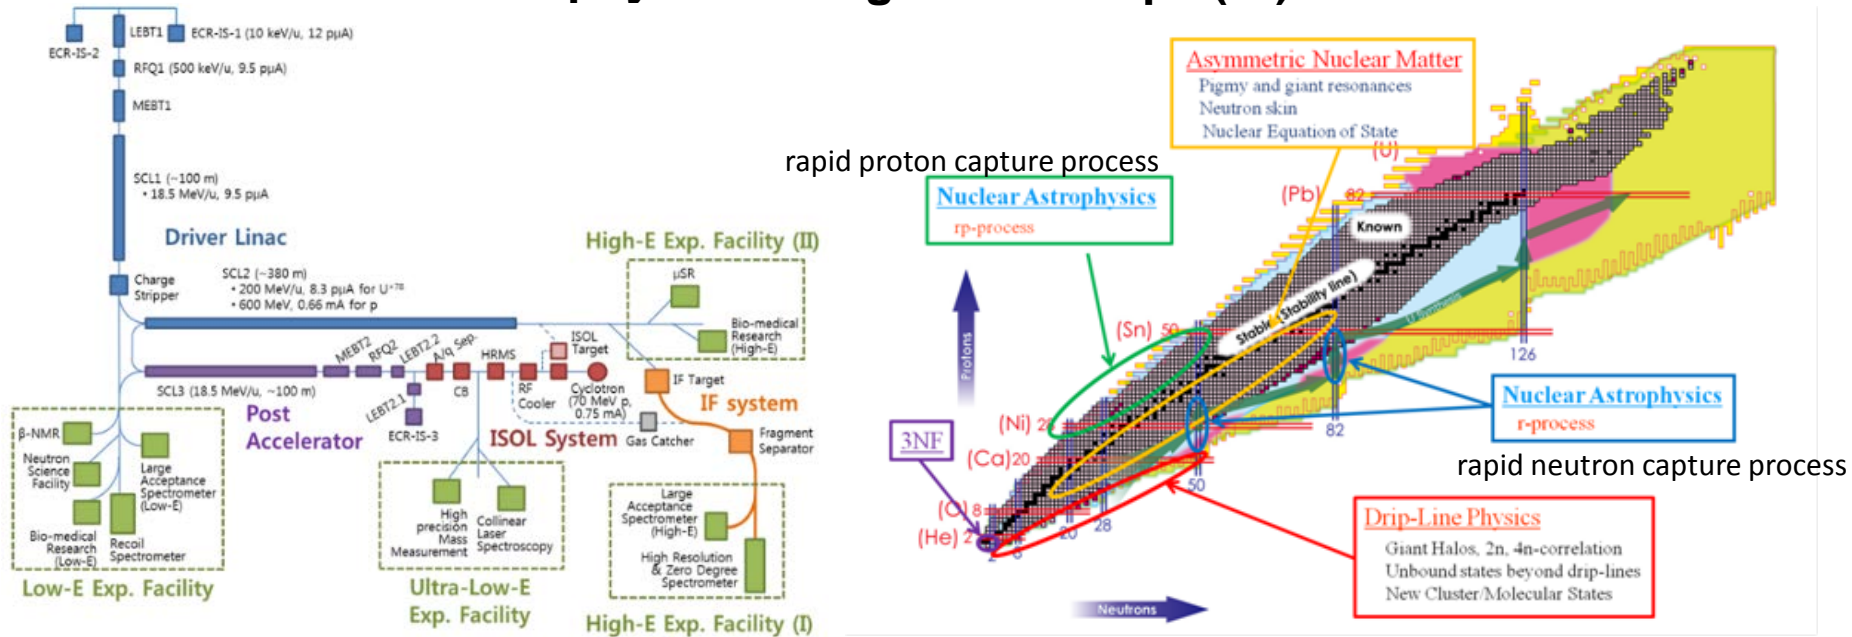 ECR-IS-2
LEBT1
ECR-IS-1 (10 keV/u, 12 pμA)
RFQ1 (500 keV/u, 9.5 pμA)
MEBT1
SCL1 (~100 m)
• 18.5 MeV/u, 9.5 pμA
Driver Linac
Charge
Stripper
SCL2 (~380 m)
• 200 MeV/u, 8.3 pμA for U⁺⁷⁸
• 600 MeV, 0.66 mA for p
High-E Exp. Facility (II)
μSR
Bio-medical
Research
(High-E)
ISOL
Target
MEBT2
RFQ2
LEBT2.2
A/q Sep.
HRMS
CB
RF
Cooler
Cyclotron
(70 MeV p,
0.75 mA)
SCL3 (18.5 MeV/u, ~100 m)
Post
Accelerator
LEBT2.1
ECR-IS-3
ISOL System
Gas Catcher
IF Target
IF system
Fragment
Separator
β-NMR
Neutron
Science
Facility
Large
Acceptance
Spectrometer
(Low-E)
Bio-medical
Research
(Low-E)
Recoil
Spectrometer
Low-E Exp. Facility
High
precision
Mass
Measurement
Collinear
Laser
Spectroscopy
Ultra-Low-E
Exp. Facility
Large
Acceptance
Spectrometer
(High-E)
High Resolution
& Zero Degree
Spectrometer
High-E Exp. Facility (I)
Asymmetric Nuclear Matter
Pigmy and giant resonances
Neutron skin
Nuclear Equation of State
rapid proton capture process
Nuclear Astrophysics
rp-process
(U)
(Pb) 82
Known
Stable (Stability line)
Protons
(Sn) 50
126
Nuclear Astrophysics
r-process
rapid neutron capture process
(Ni) 28
82
3NF
(Ca)20
50
(O) 8
28
20
(He) 2
8
2
Drip-Line Physics
Giant Halos, 2n, 4n-correlation
Unbound states beyond drip-lines
New Cluster/Molecular States
Neutrons